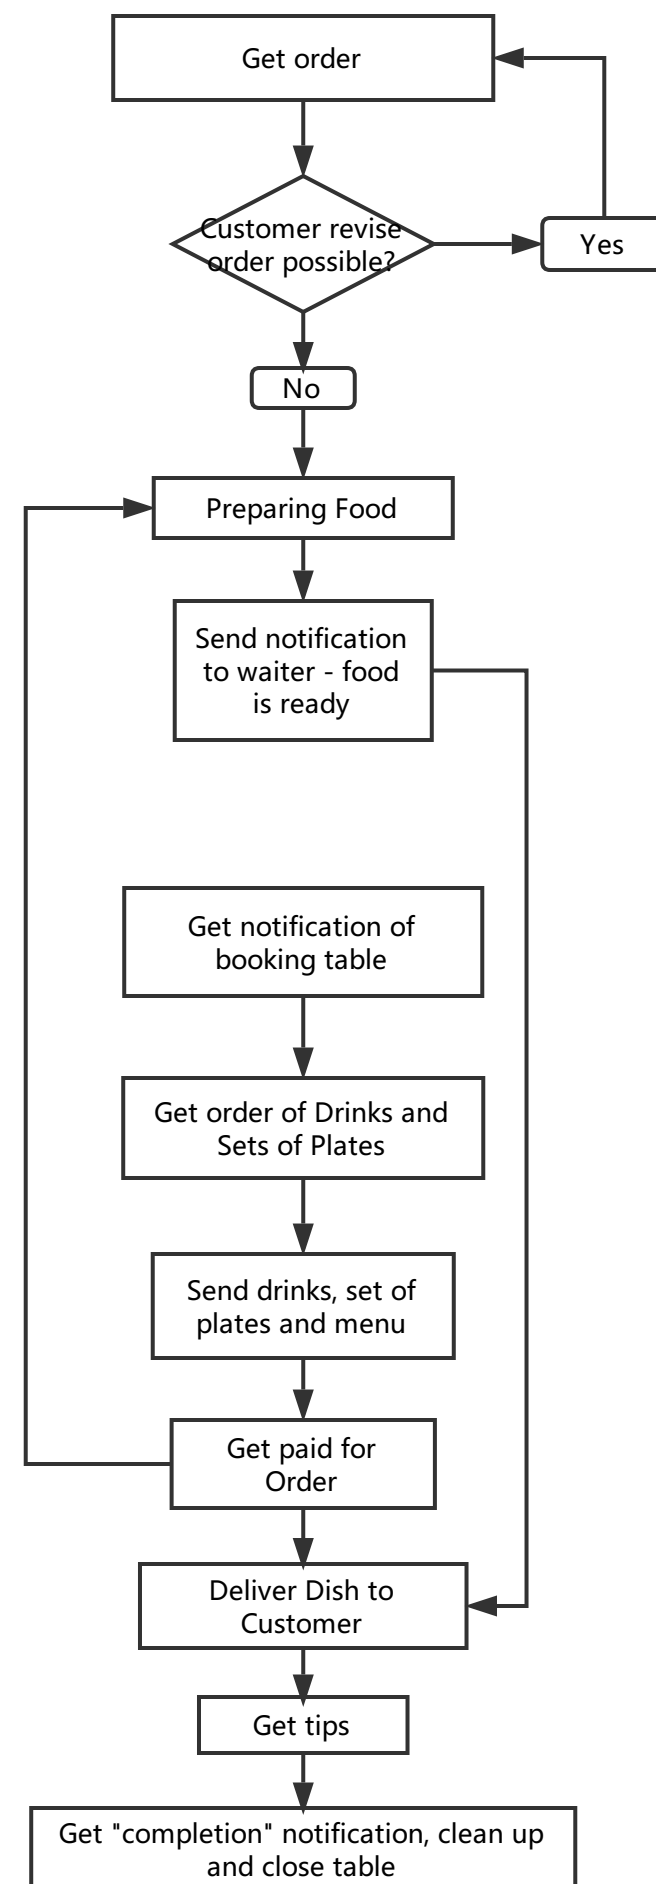 Get order
Customer revise
order possible?
Yes
No
Preparing Food
Send notification
to waiter - food
is ready
Get notification of
booking table
Get order of Drinks and
Sets of Plates
Send drinks, set of
plates and menu
Get paid for
Order
Deliver Dish to
Customer
Get tips
Get "completion" notification, clean up
and close table